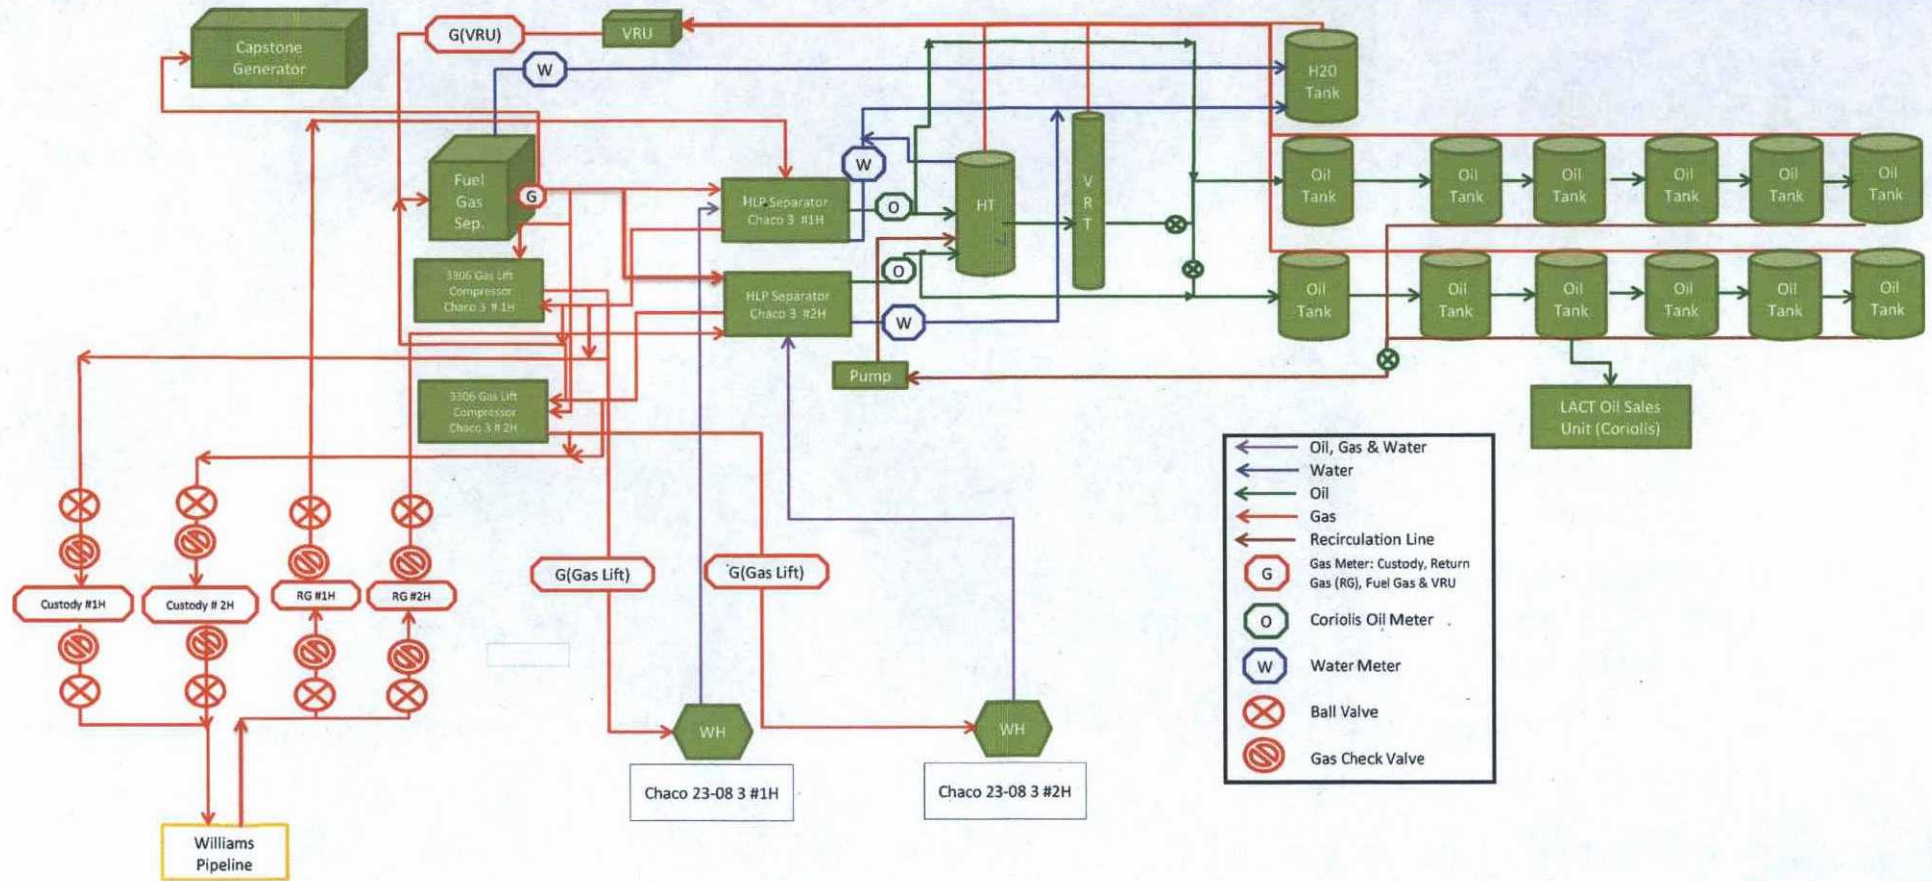 Capstone
Generator
G(VRU)
VRU
W
H20
Tank
Fuel
Gas
Sep.
G
HLP Separator
Chaco 3 #1H
W
O
HT
V
R
T
Oil
Tank
Oil
Tank
Oil
Tank
Oil
Tank
Oil
Tank
Oil
Tank
3306 Gas Lift
Compressor
Chaco 3 # 1H
HLP Separator
Chaco 3 #2H
O
W
Oil
Tank
Oil
Tank
Oil
Tank
Oil
Tank
Oil
Tank
Oil
Tank
Pump
3306 Gas Lift
Compressor
Chaco 3 # 2H
LACT Oil Sales
Unit (Coriolis)
Oil, Gas & Water
Water
Oil
Gas
Recirculation Line
G
Gas Meter: Custody, Return
Gas (RG), Fuel Gas & VRU
O
Coriolis Oil Meter
W
Water Meter
Ball Valve
Gas Check Valve
Custody #1H
Custody # 2H
RG #1H
RG #2H
G(Gas Lift)
G(Gas Lift)
WH
WH
Chaco 23-08 3 #1H
Chaco 23-08 3 #2H
Williams
Pipeline